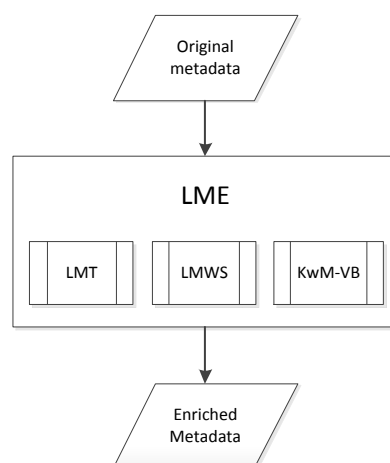 Original
metadata
LME
LMT
LMWS
KwM-VB
Enriched
Metadata